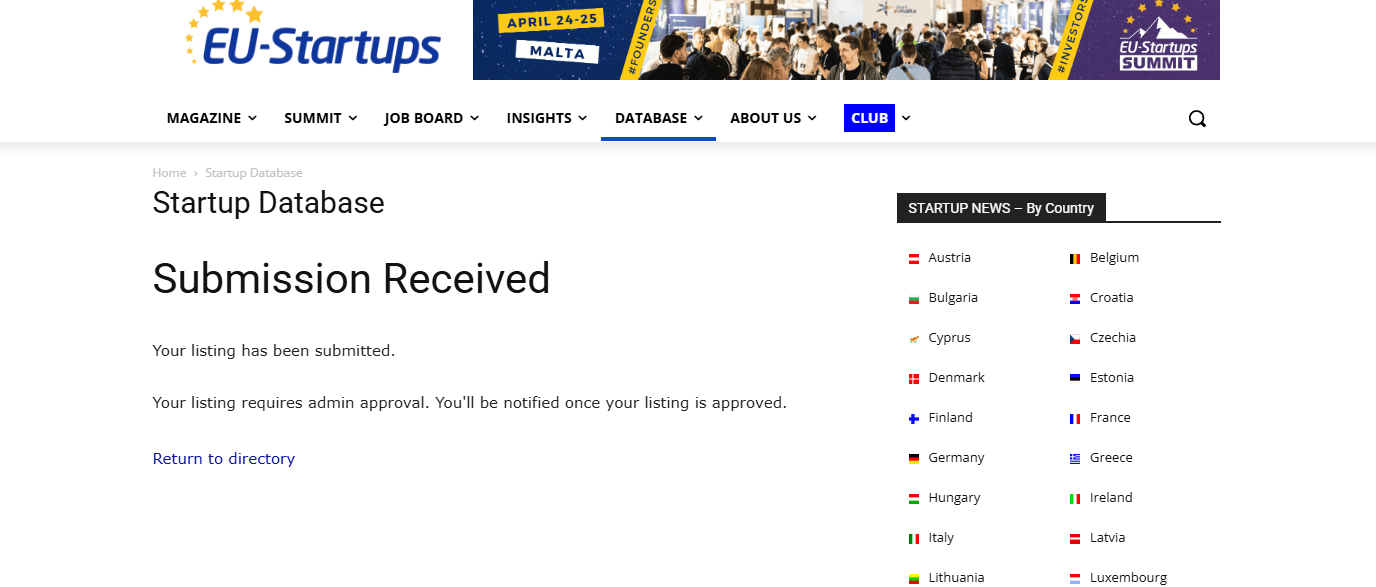 EU-Startups
APRIL 24-25
MALTA
#FOUNDERS
#INVESTORS
EU-Startups
SUMMIT
MAGAZINE
SUMMIT
JOB BOARD
INSIGHTS
DATABASE
ABOUT US
CLUB
Home › Startup Database
Startup Database
Submission Received
Your listing has been submitted.
Your listing requires admin approval. You'll be notified once your listing is approved.
Return to directory
STARTUP NEWS – By Country
Austria
Belgium
Bulgaria
Croatia
Cyprus
Czechia
Denmark
Estonia
Finland
France
Germany
Greece
Hungary
Ireland
Italy
Latvia
Lithuania
Luxembourg